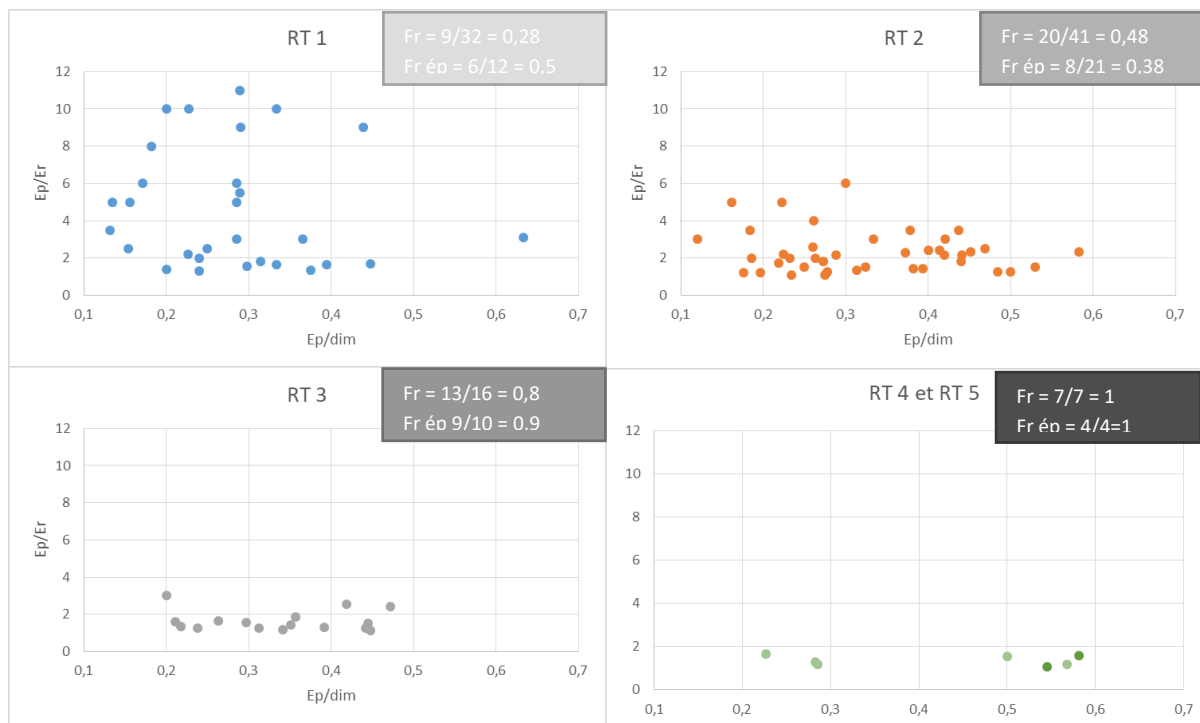 RT 1
Fr = 9/32 = 0,28
Fr ép = 6/12 = 0.5
12
10
8
6
4
2
0
Ep/Er
0,1 0,2 0,3 0,4 0,5 0,6 0,7
Ep/dim
RT 2
Fr = 20/41 = 0,48
Fr ép = 8/21 = 0,38
12
10
8
6
4
2
0
Ep/Er
0,1 0,2 0,3 0,4 0,5 0,6 0,7
Ep/dim
RT 3
Fr = 13/16 = 0,8
Fr ép 9/10 = 0.9
12
10
8
6
4
2
0
Ep/Er
0,1 0,2 0,3 0,4 0,5 0,6 0,7
Ep/dim
RT 4 et RT 5
Fr = 7/7 = 1
Fr ép = 4/4=1
12
10
8
6
4
2
0
0,1 0,2 0,3 0,4 0,5 0,6 0,7